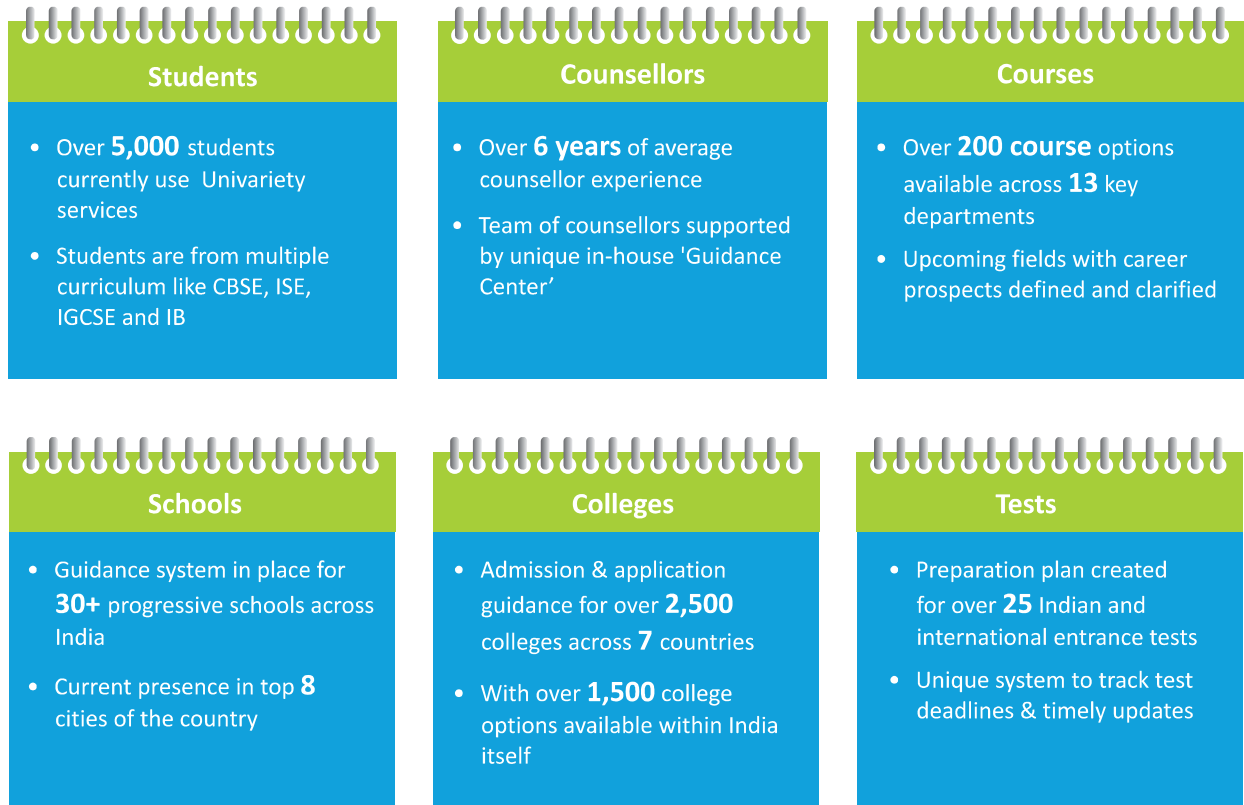 Students
• Over 5,000 students
currently use Univariety
services
• Students are from multiple
curriculum like CBSE, ISE,
IGCSE and IB
Counsellors
• Over 6 years of average
counsellor experience
• Team of counsellors supported
by unique in-house 'Guidance
Center’
Courses
• Over 200 course options
available across 13 key
departments
• Upcoming fields with career
prospects defined and clarified
Schools
• Guidance system in place for
30+ progressive schools across
India
• Current presence in top 8
cities of the country
Colleges
• Admission & application
guidance for over 2,500
colleges across 7 countries
• With over 1,500 college
options available within India
itself
Tests
• Preparation plan created
for over 25 Indian and
international entrance tests
• Unique system to track test
deadlines & timely updates